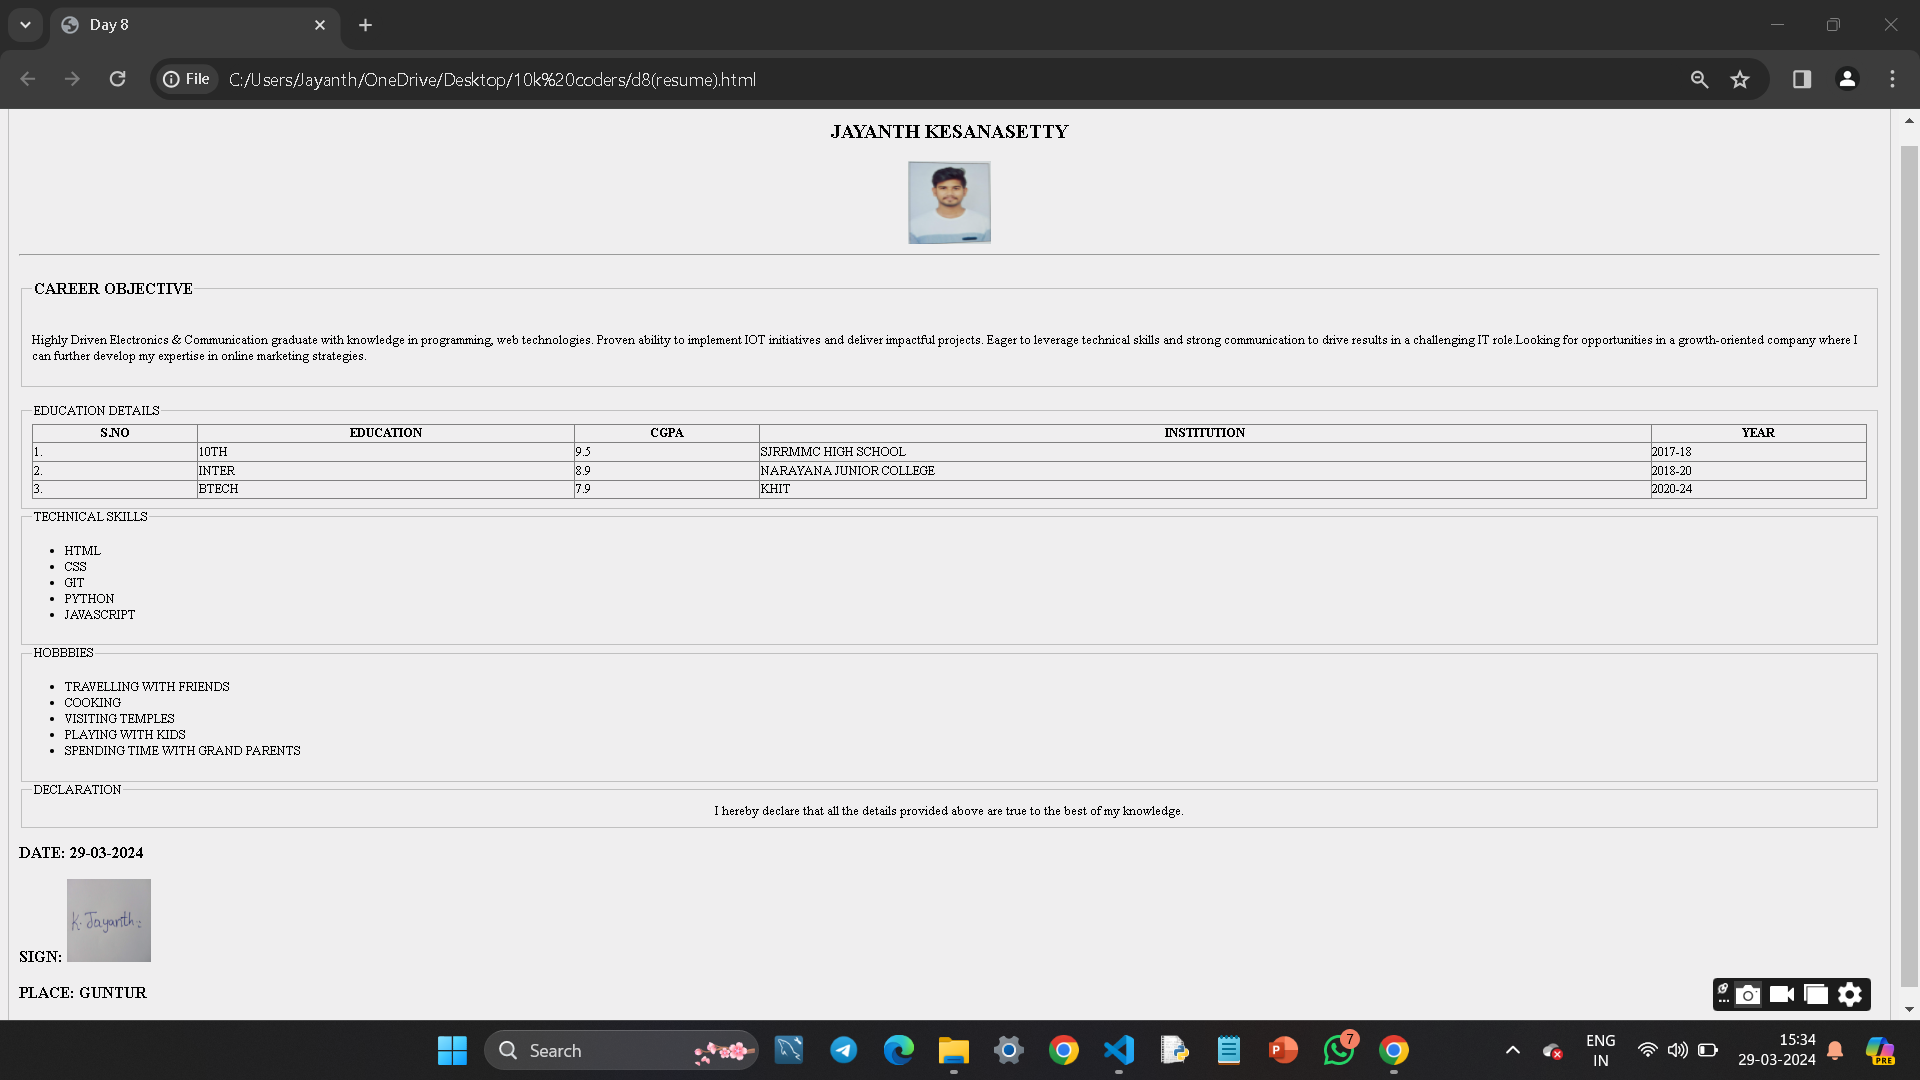 Day 8
File C:/Users/Jayanth/OneDrive/Desktop/10k%20coders/d8(resume).html
JAYANTH KESANASETTY
CAREER OBJECTIVE
Highly Driven Electronics & Communication graduate with knowledge in programming, web technologies. Proven ability to implement IOT initiatives and deliver impactful projects. Eager to leverage technical skills and strong communication to drive results in a challenging IT role.Looking for opportunities in a growth-oriented company where I
can further develop my expertise in online marketing strategies.
EDUCATION DETAILS
S.NO EDUCATION CGPA INSTITUTION YEAR
1. 10TH 9.5 SJRRMMC HIGH SCHOOL 2017-18
2. INTER 8.9 NARAYANA JUNIOR COLLEGE 2018-20
3. BTECH 7.9 KHIT 2020-24
TECHNICAL SKILLS
HTML
CSS
GIT
PYTHON
JAVASCRIPT
HOBBBIES
TRAVELLING WITH FRIENDS
COOKING
VISITING TEMPLES
PLAYING WITH KIDS
SPENDING TIME WITH GRAND PARENTS
DECLARATION
I hereby declare that all the details provided above are true to the best of my knowledge.
DATE: 29-03-2024
K. Jayanth
SIGN:
PLACE: GUNTUR
Search
7
ENG
IN
15:34
29-03-2024
PRE